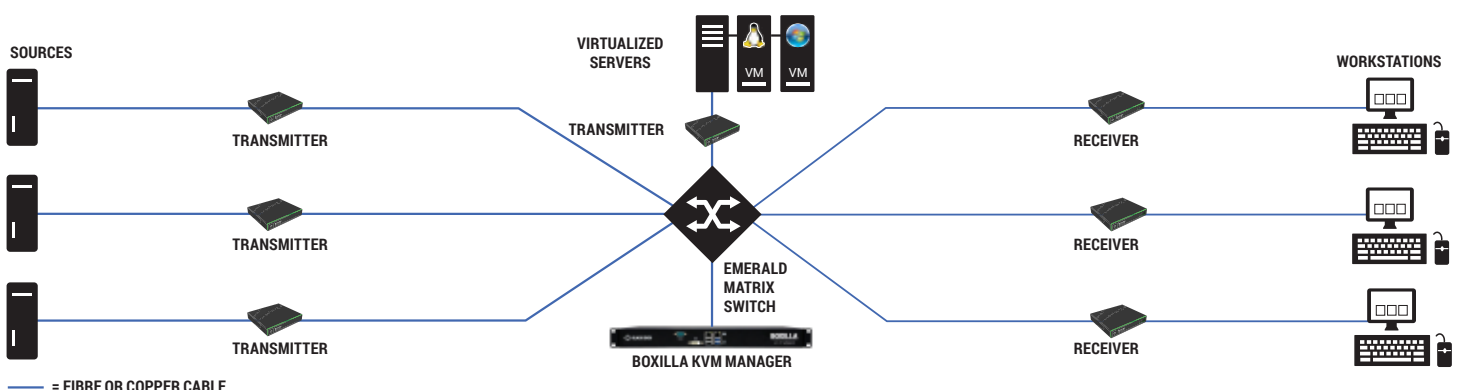 SOURCES
VIRTUALIZED
SERVERS
VM
VM
WORKSTATIONS
TRANSMITTER
TRANSMITTER
RECEIVER
TRANSMITTER
RECEIVER
EMERALD
MATRIX
SWITCH
TRANSMITTER
BOXILLA
BOXILLA KVM MANAGER
RECEIVER
= FIBRE OR COPPER CABLE